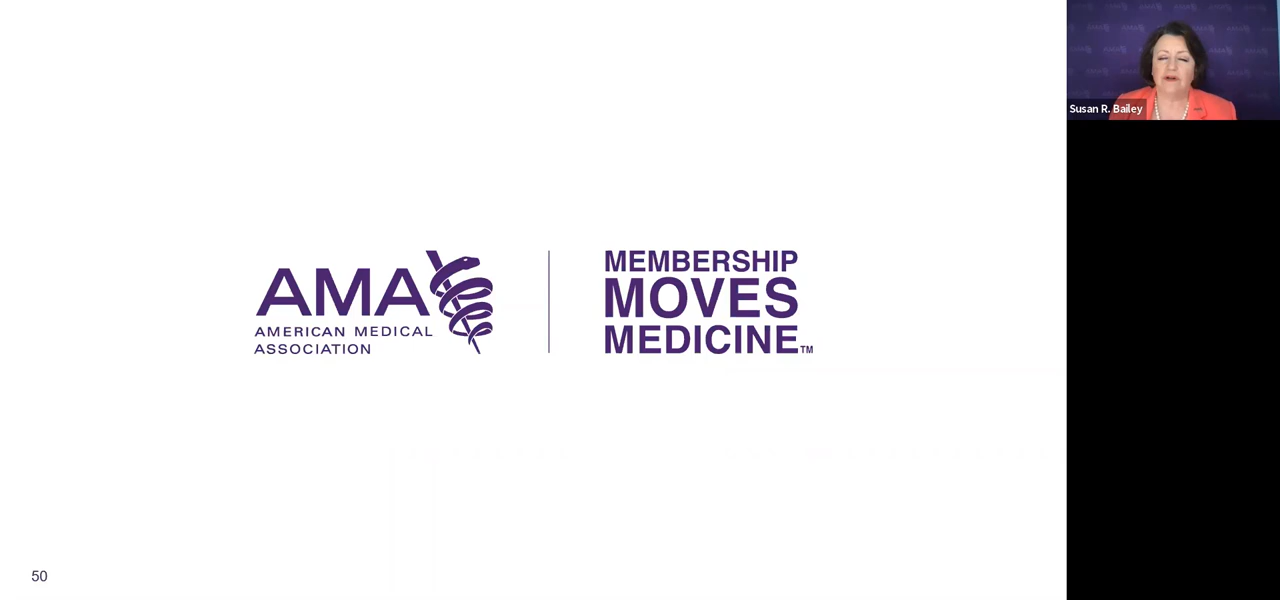 AMA
AMERICAN MEDICAL
ASSOCIATION
MEMBERSHIP
MOVES
MEDICINE™
50
Susan R. Bailey